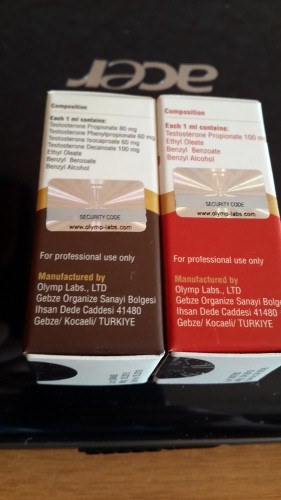 acer
Composition
Each 1 ml contains:
Testosterone Propionate 60 mg
Testosterone Phenylpropionate 60 mg
Testosterone Isocaproate 60 mg
Testosterone Decanoate 100 mg
Ethyl Oleate
Benzyl Benzoate
Benzyl Alcohol
SECURITY CODE
www.olymp-labs.com
For professional use only
Manufactured by
Olymp Labs., LTD
Gebze Organize Sanayi Bolgesi
Ihsan Dede Caddesi 41480
Gebze/ Kocaeli/ TURKIYE
Composition
Each 1 ml contains:
Testosterone Propionate 100 m
Ethyl Oleate
Benzyl Benzoate
Benzyl Alcohol
SECURITY CODE
www.olymp-labs.com
For professional use only
Manufactured by
Olymp Labs., LTD
Gebze Organize Sanayi Bolgesi
Ihsan Dede Caddesi 41480
Gebze/ Kocaeli/ TURKIYE